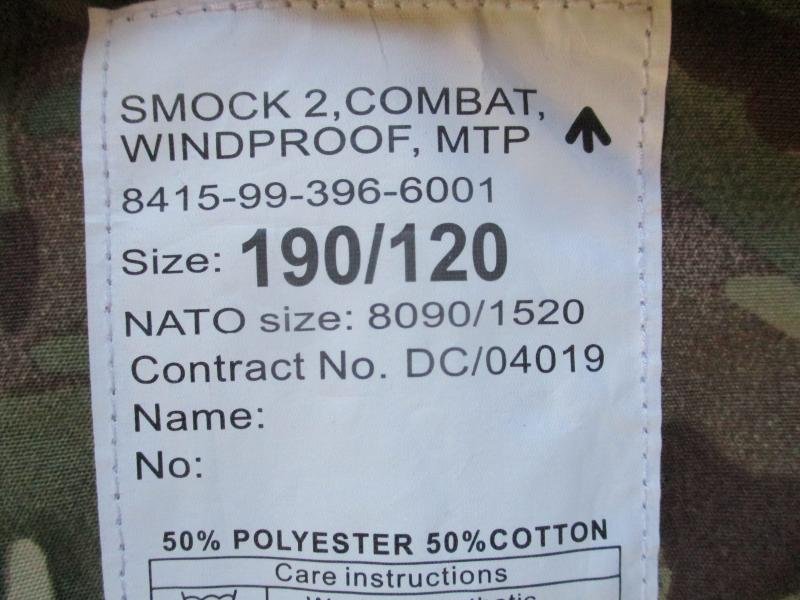 SMOCK 2,COMBAT,
WINDPROOF, MTP
8415-99-396-6001
Size: 190/120
NATO size: 8090/1520
Contract No. DC/04019
Name:
No:
50% POLYESTER 50%COTTON
Care instructions